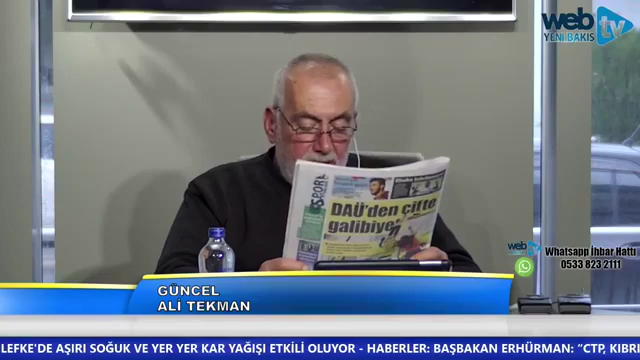 web tv
YENİ BAKIŞ
SPOR
DAÜ'den çifte
galibiyet
web tv
Whatsapp İhbar Hattı
0533 823 2111
GÜNCEL
ALİ TEKMAN
LEFKE'DE AŞIRI SOĞUK VE YER YER KAR YAĞIŞI ETKİLİ OLUYOR - HABERLER: BAŞBAKAN ERHÜRMAN: “CTP, KIBRI